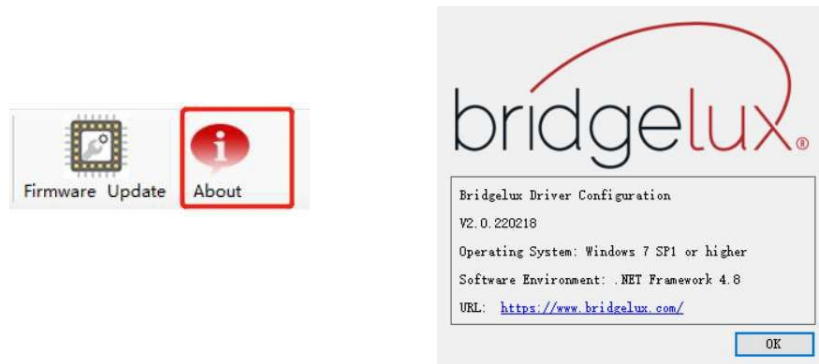 Firmware Update
About
bridgelux®
Bridgelux Driver Configuration
V2.0.220218
Operating System: Windows 7 SP1 or higher
Software Environment: .NET Framework 4.8
URL: https://www.bridgelux.com/
OK